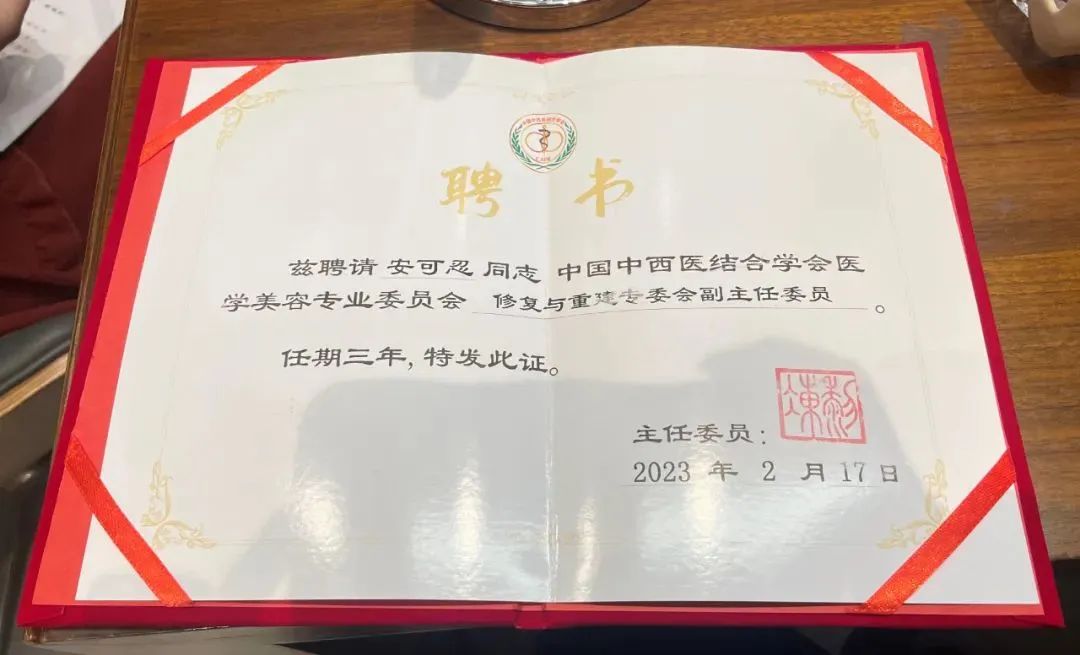 聘书
兹聘请 安可忍 同志 中国中西医结合学会医
学美容专业委员会 修复与重建专委会副主任委员 。
任期三年,特发此证。
主任委员:
2023 年 2 月 17 日